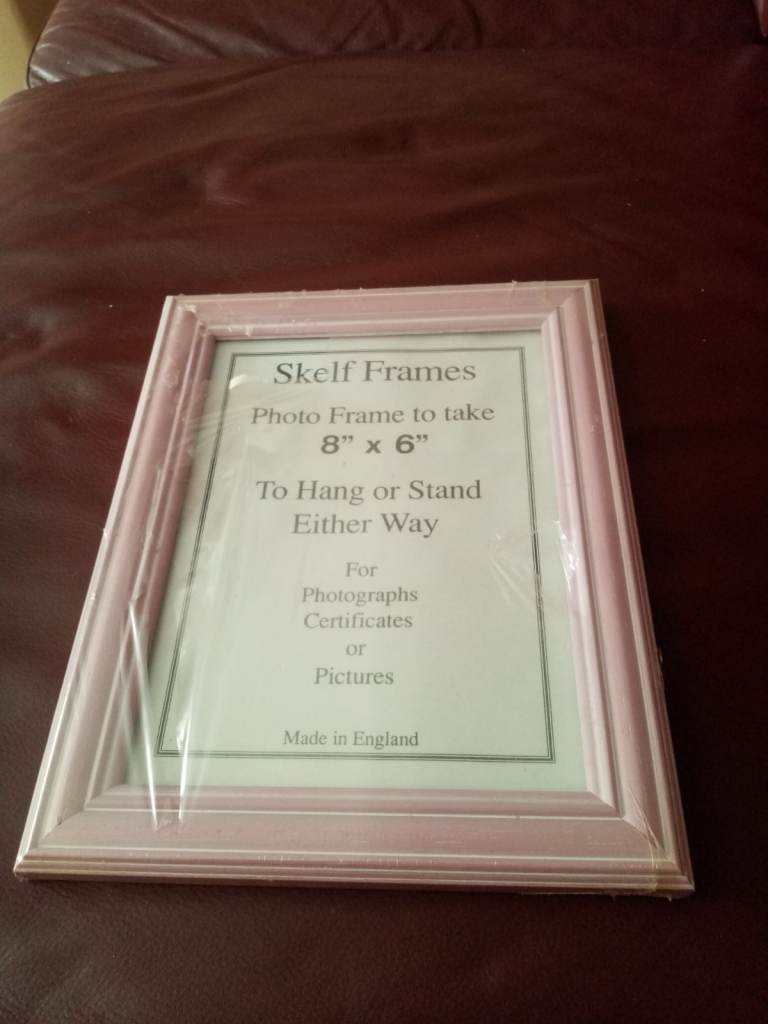 Skelf Frames
Photo Frame to take
8” x 6”
To Hang or Stand
Either Way
For
Photographs
Certificates
or
Pictures
Made in England